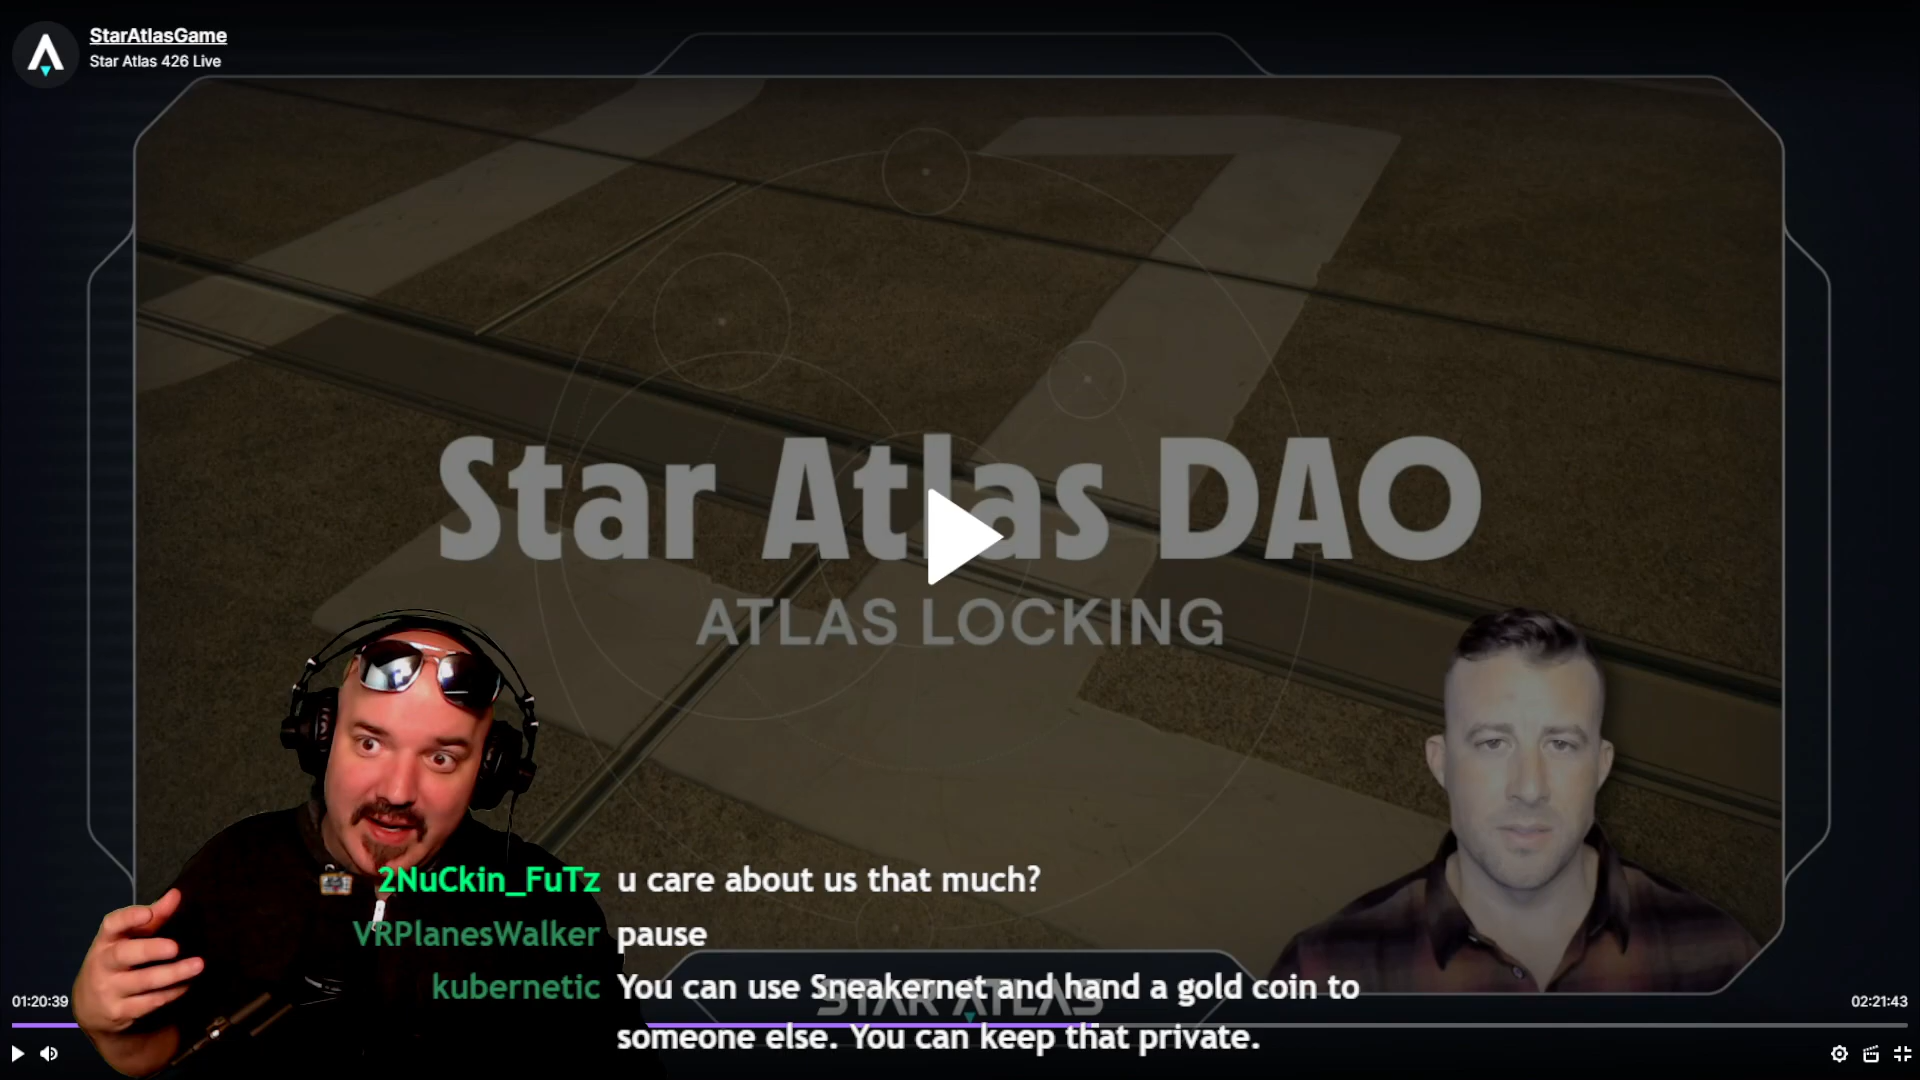 StarAtlasGame
Star Atlas 426 Live
Star Atlas DAO
ATLAS LOCKING
2NuCkin_FuTz u care about us that much?
VRPlanesWalker pause
kubernetic You can use Sneakernet and hand a gold coin to
someone else. You can keep that private.
STAR ATLAS
01:20:39
02:21:43